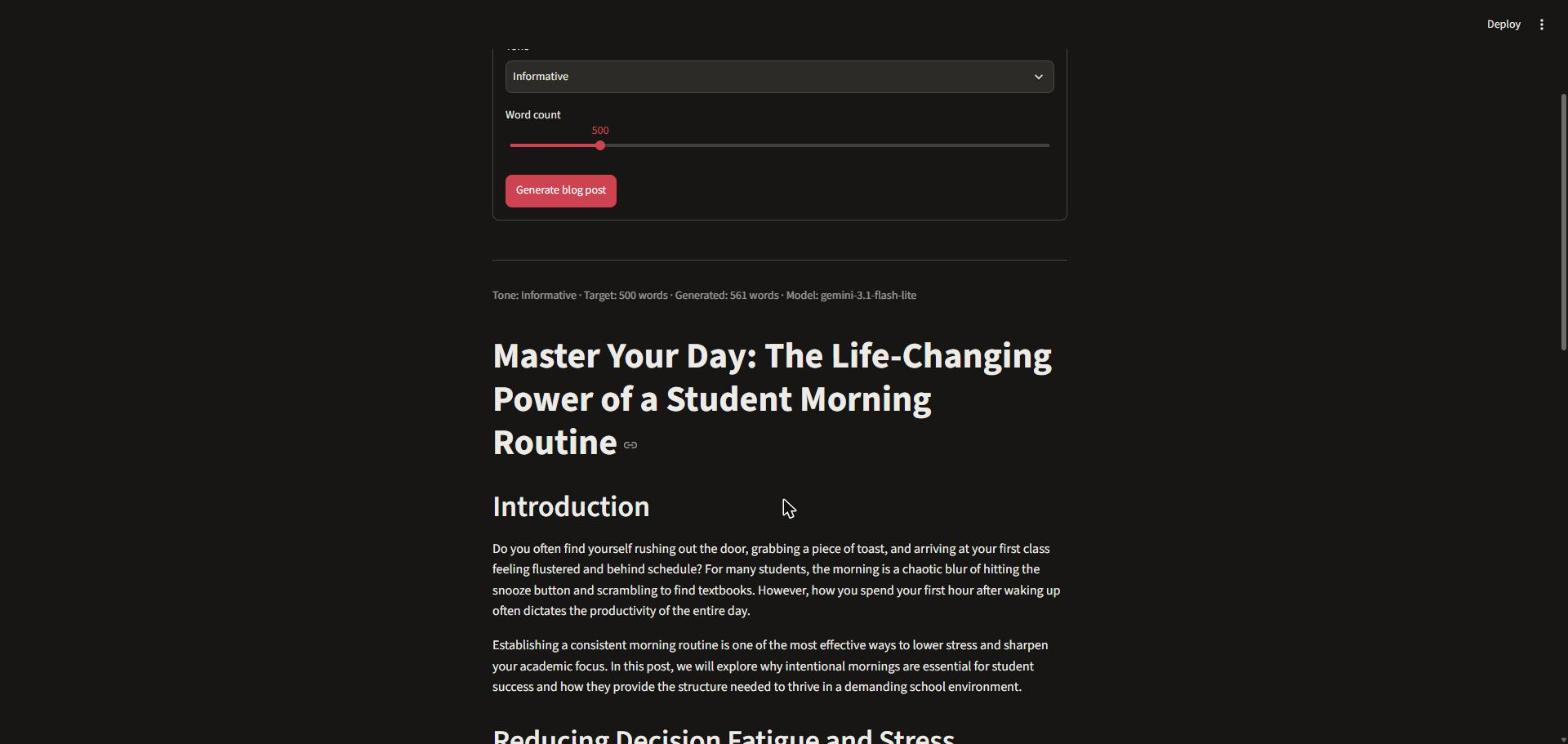 Deploy
Informative
Word count
500
Generate blog post
Tone: Informative · Target: 500 words · Generated: 561 words · Model: gemini-3.1-flash-lite
Master Your Day: The Life-Changing
Power of a Student Morning
Routine
Introduction
Do you often find yourself rushing out the door, grabbing a piece of toast, and arriving at your first class
feeling flustered and behind schedule? For many students, the morning is a chaotic blur of hitting the
snooze button and scrambling to find textbooks. However, how you spend your first hour after waking up
often dictates the productivity of the entire day.
Establishing a consistent morning routine is one of the most effective ways to lower stress and sharpen
your academic focus. In this post, we will explore why intentional mornings are essential for student
success and how they provide the structure needed to thrive in a demanding school environment.
Reducing Decision Fatigue and Stress